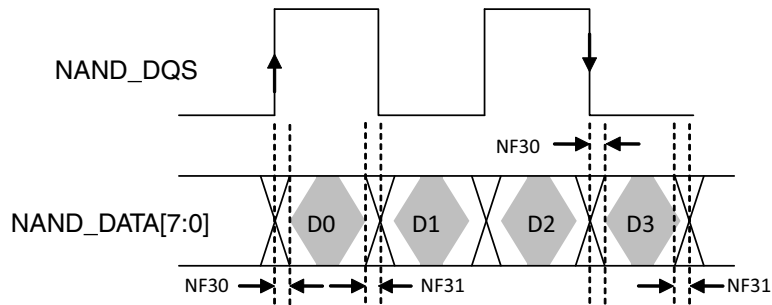 NAND_DQS
NF30
NAND_DATA[7:0]
D0
D1
D2
D3
NF30
NF31
NF31